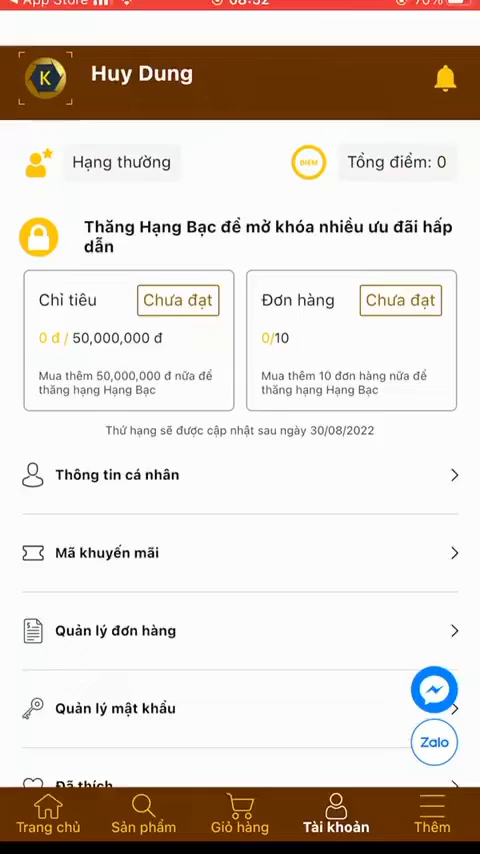 App Store
08:32
70%
K
Huy Dung
Hạng thường
ĐIỂM
Tổng điểm: 0
Thăng Hạng Bạc để mở khóa nhiều ưu đãi hấp
dẫn
Chỉ tiêu
Chưa đạt
0 đ / 50,000,000 đ
Mua thêm 50,000,000 đ nữa để
thăng hạng Hạng Bạc
Đơn hàng
Chưa đạt
0/10
Mua thêm 10 đơn hàng nữa để
thăng hạng Hạng Bạc
Thứ hạng sẽ được cập nhật sau ngày 30/08/2022
Thông tin cá nhân
Mã khuyến mãi
Quản lý đơn hàng
Quản lý mật khẩu
Zalo
Đã thích
Trang chủ
Sản phẩm
Giỏ hàng
Tài khoản
Thêm